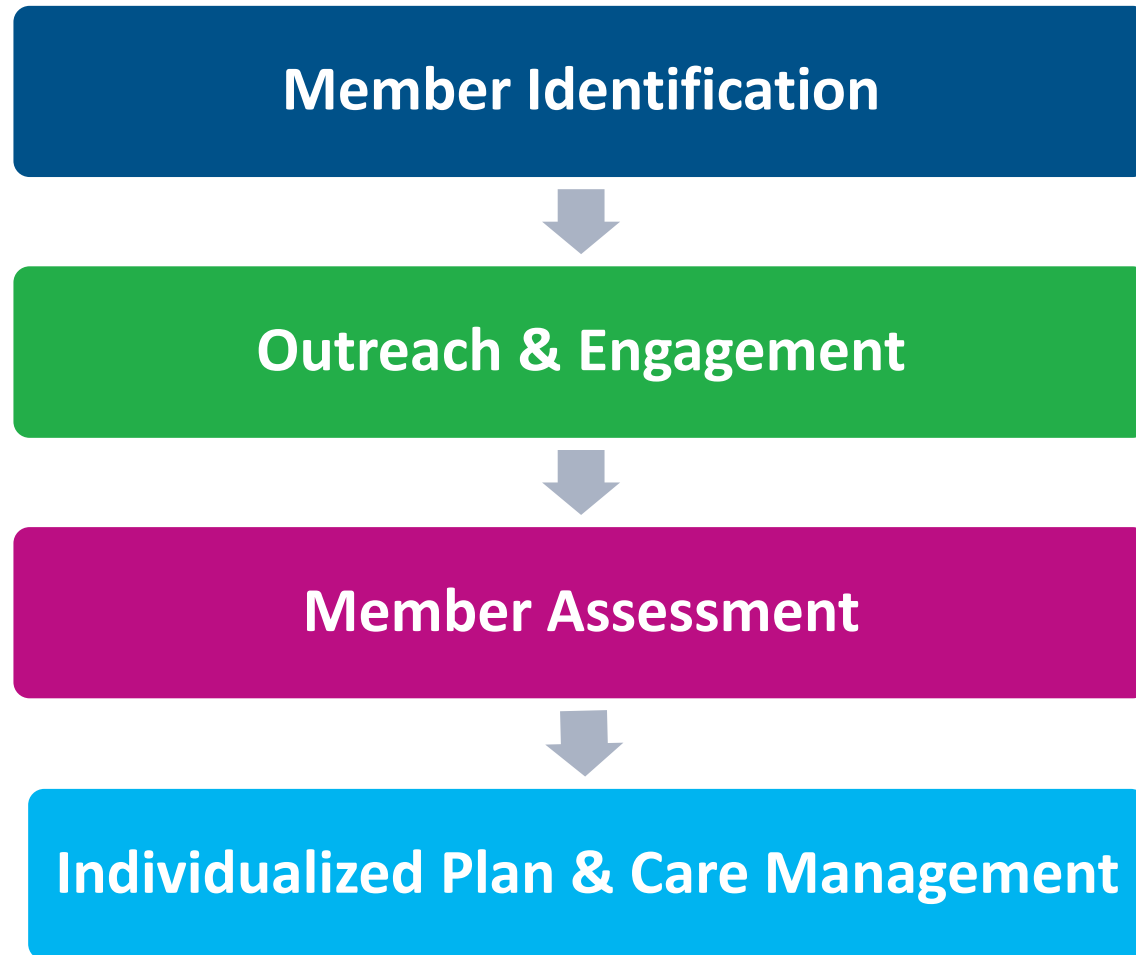 Member Identification
Outreach & Engagement
Member Assessment
Individualized Plan & Care Management